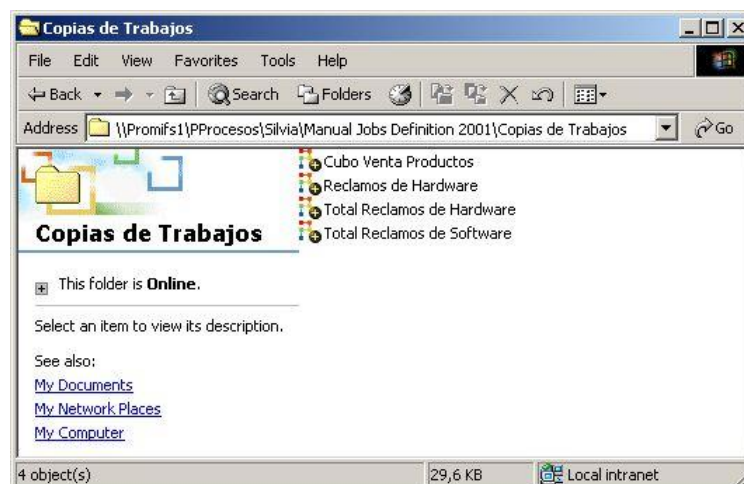 Copias de Trabajos
File Edit View Favorites Tools Help
Back Search Folders
Address \\Promifs1\PProcesos\Silvia\Manual Jobs Definition 2001\Copias de Trabajos Go
Copias de Trabajos
This folder is Online.
Select an item to view its description.
See also:
My Documents
My Network Places
My Computer
Cubo Venta Productos
Reclamos de Hardware
Total Reclamos de Hardware
Total Reclamos de Software
4 object(s) 29,6 KB Local intranet